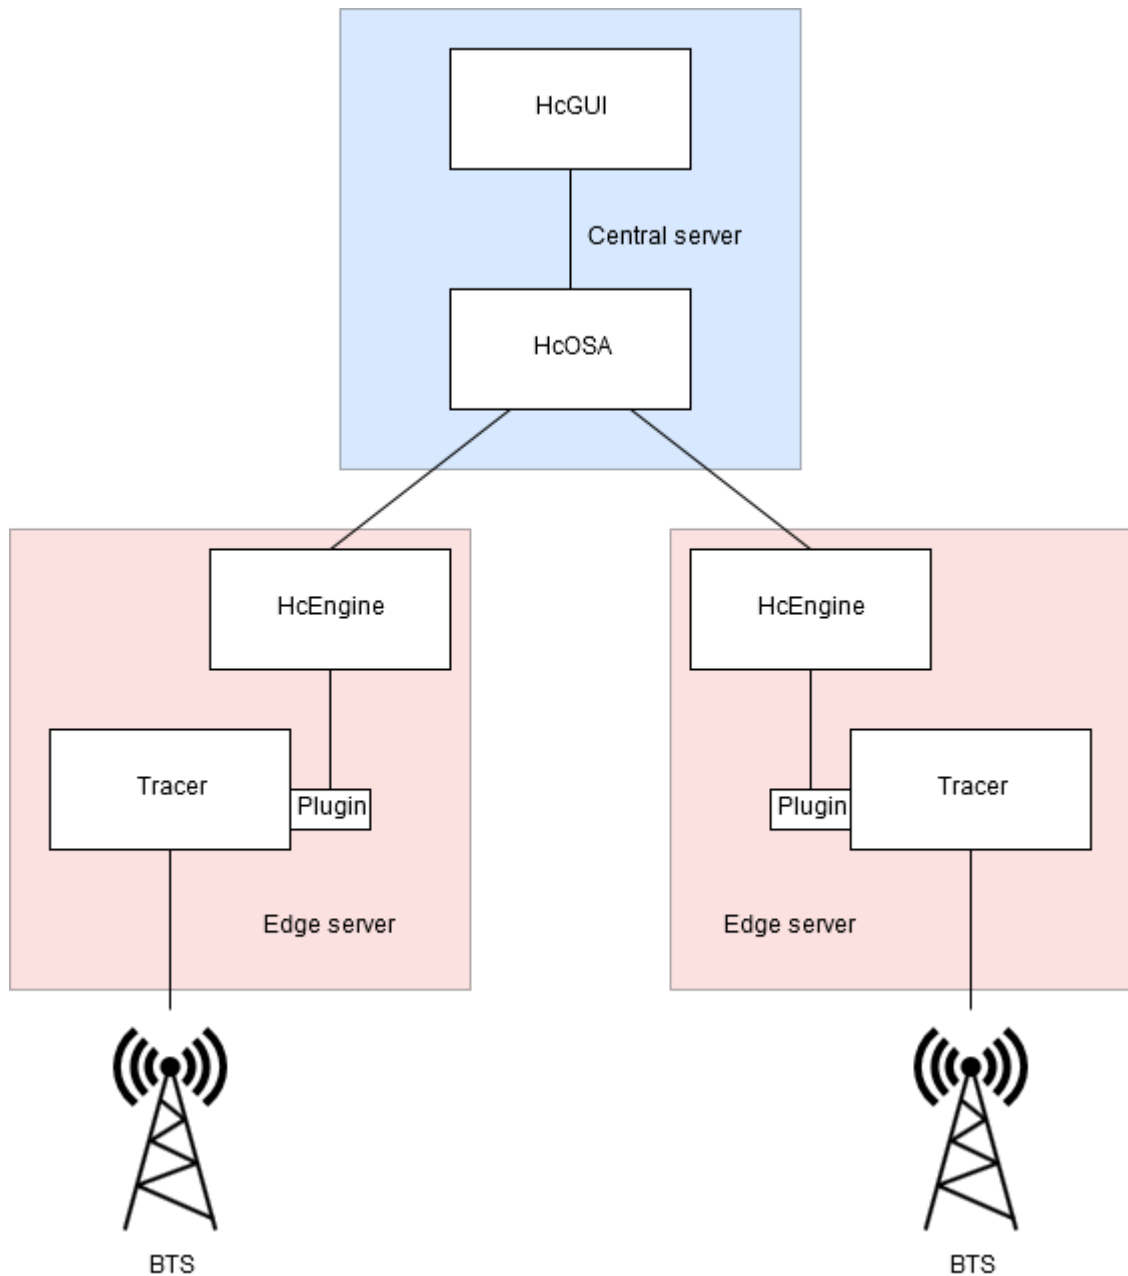 HcGUI
Central server
HcOSA
HcEngine
HcEngine
Tracer
Plugin
Plugin
Tracer
Edge server
Edge server
BTS
BTS